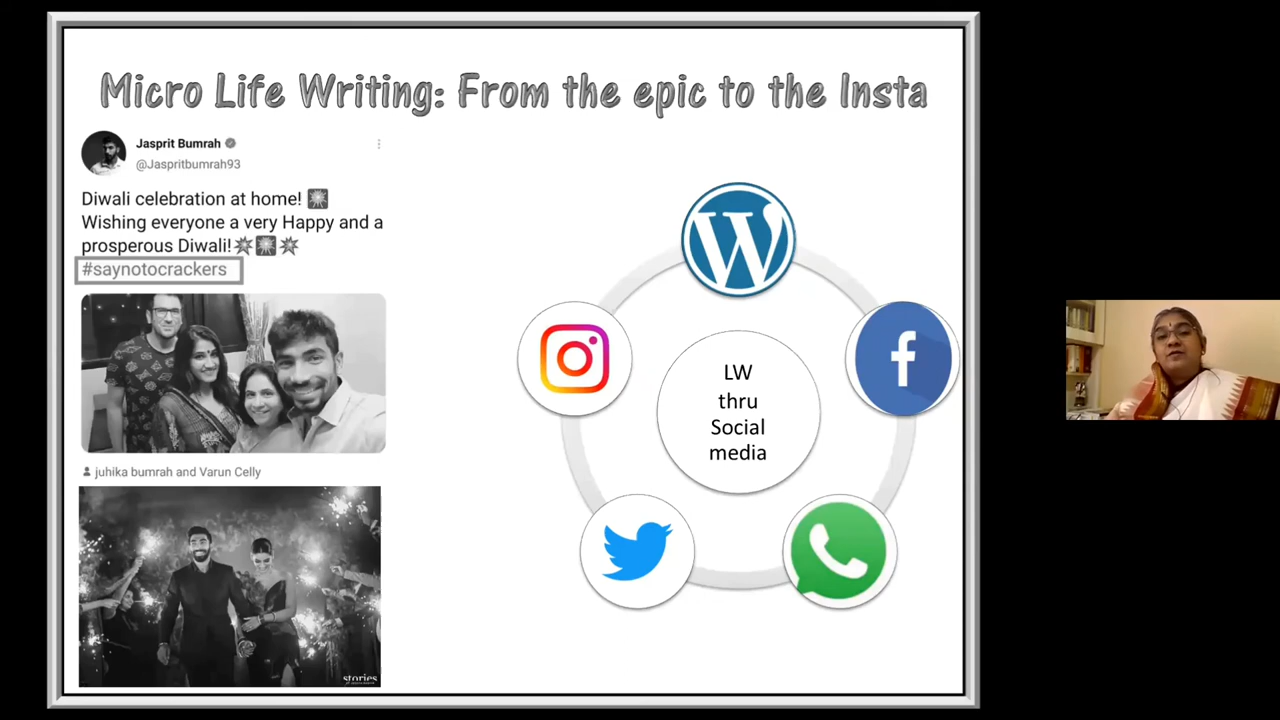 Micro Life Writing: From the epic to the Insta
Jasprit Bumrah
@Jaspritbumrah93
Diwali celebration at home!
Wishing everyone a very Happy and a
prosperous Diwali!
#saynotocrackers
juhika bumrah and Varun Celly
stories
LW
thru
Social
media